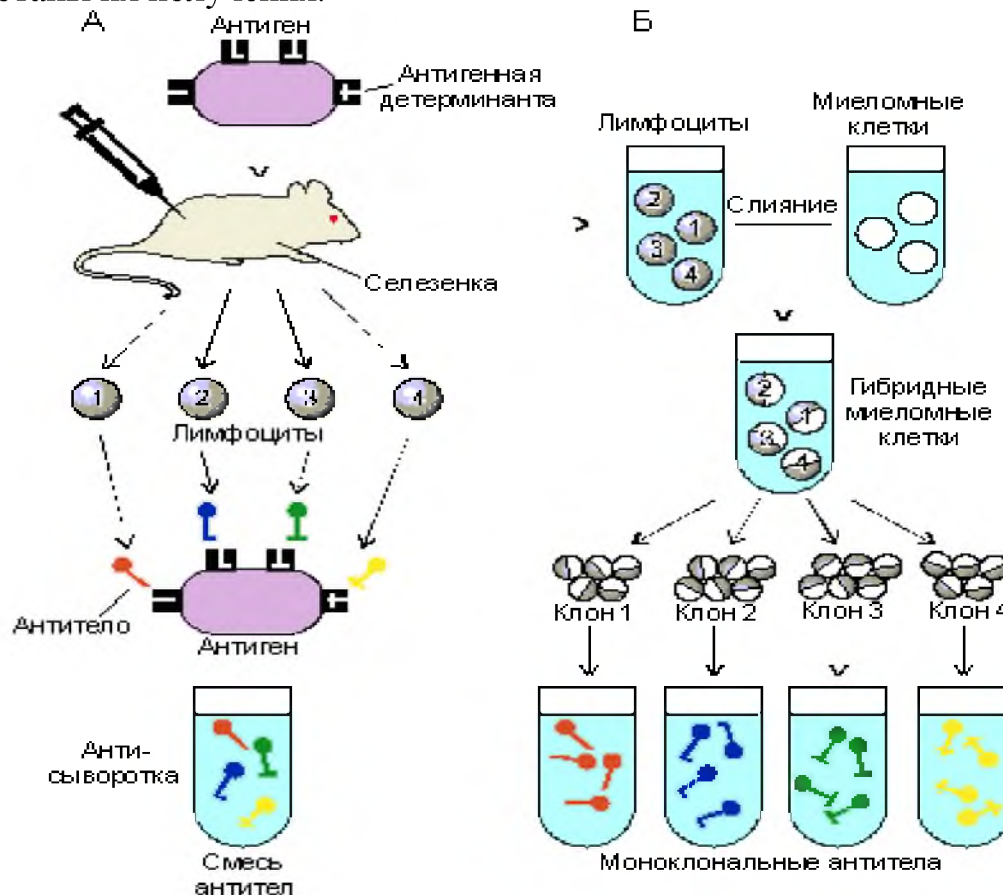 А
Антиген
Антигенная
детерминанта
Селезенка
1
2
3
4
Лимфоциты
Антитело
Антиген
Анти-
сыворотка
Смесь
антител
Б
Лимфоциты
Миеломные
клетки
2
1
3
4
Слияние
2
1
3
4
Гибридные
миеломные
клетки
Клон 1
Клон 2
Клон 3
Клон 4
Моноклональные антитела